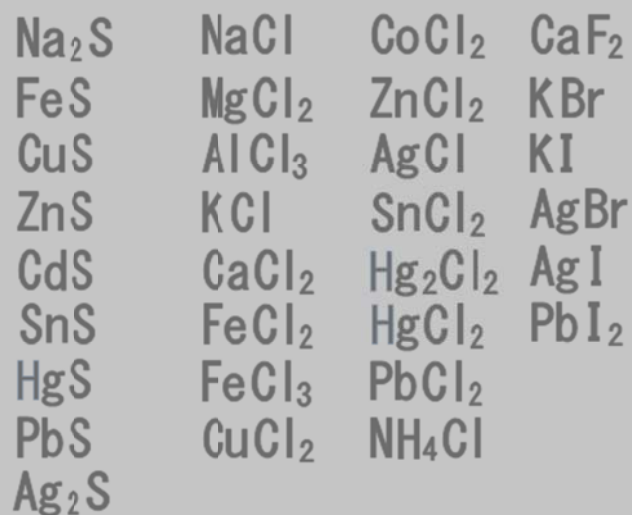 Na₂S NaCl CoCl₂ CaF₂
FeS MgCl₂ ZnCl₂ KBr
CuS AlCl₃ AgCl KI
ZnS KCl SnCl₂ AgBr
CdS CaCl₂ Hg₂Cl₂ AgI
SnS FeCl₂ HgCl₂ PbI₂
HgS FeCl₃ PbCl₂
PbS CuCl₂ NH₄Cl
Ag₂S